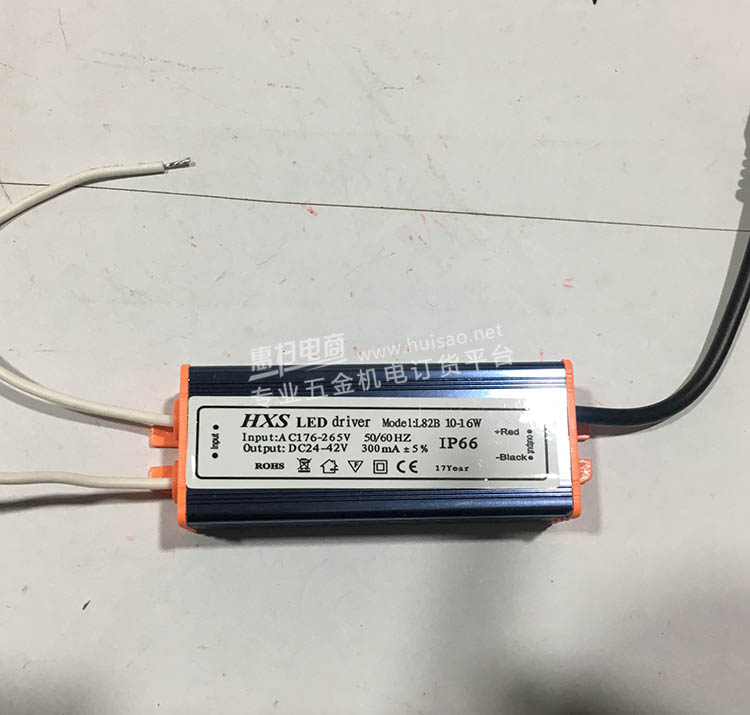 惠扫电商 www.huisao.net
专业五金机电订货平台
HXS LED driver Model:L82B 10-16W
Input:AC176-265V 50/60HZ
Output:DC24-42V 300mA ±5%
IP66
ROHS F CE 17Year
Input
+Red
-Black
output